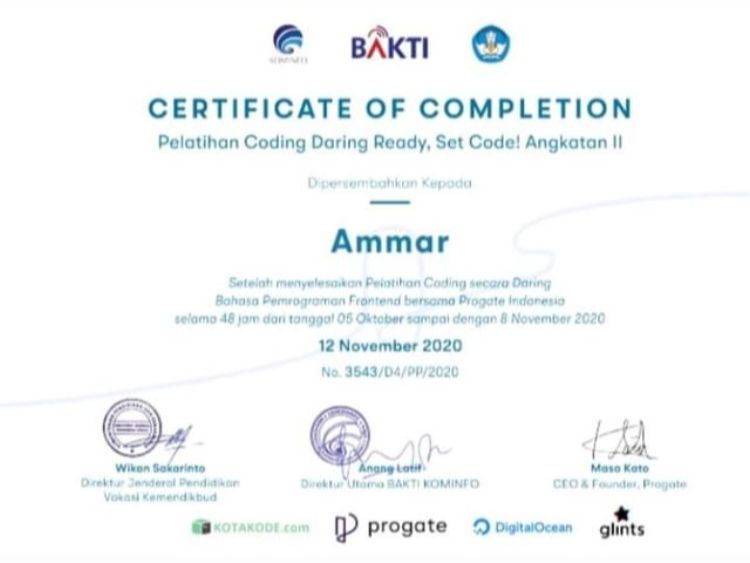 KOMINFO
BAKTI
CERTIFICATE OF COMPLETION
Pelatihan Coding Daring Ready, Set Code! Angkatan II
Dipersembahkan Kepada
Ammar
Setelah menyelesaikan Pelatihan Coding secara Daring
Bahasa Pemrograman Frontend bersama Progate Indonesia
selama 48 jam dari tanggal 05 Oktober sampai dengan 8 November 2020
12 November 2020
No. 3543/D4/PP/2020
Wikan Sakarinto
Direktur Jenderal Pendidikan
Vokasi Kemendikbud
Anang Latif
Direktur Utama BAKTI KOMINFO
Masa Kato
CEO & Founder, Progate
KOTAKODE.com
progate
DigitalOcean
glints